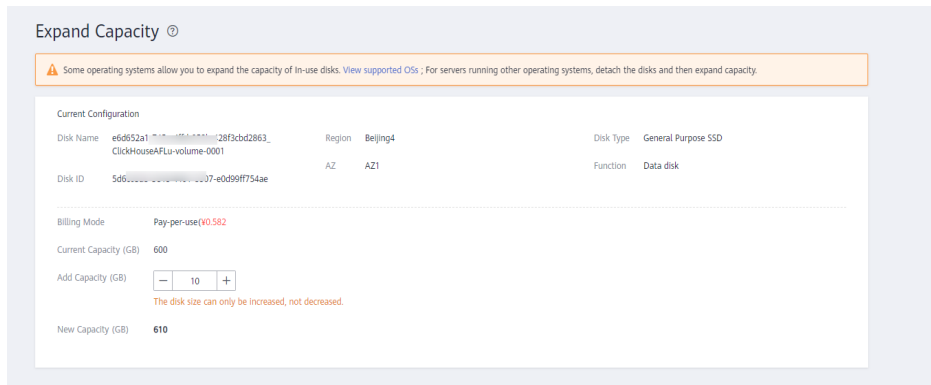 Expand Capacity
Some operating systems allow you to expand the capacity of In-use disks. View supported OSs ; For servers running other operating systems, detach the disks and then expand capacity.
Current Configuration
Disk Name e6d652a1 28f3cbd2863_ Region Beijing4 Disk Type General Purpose SSD
ClickHouseAFLu-volume-0001
AZ AZ1 Function Data disk
Disk ID 07-e0d99ff754ae
Billing Mode Pay-per-use(¥0.582
Current Capacity (GB) 600
Add Capacity (GB) — 10 +
The disk size can only be increased, not decreased.
New Capacity (GB) 610